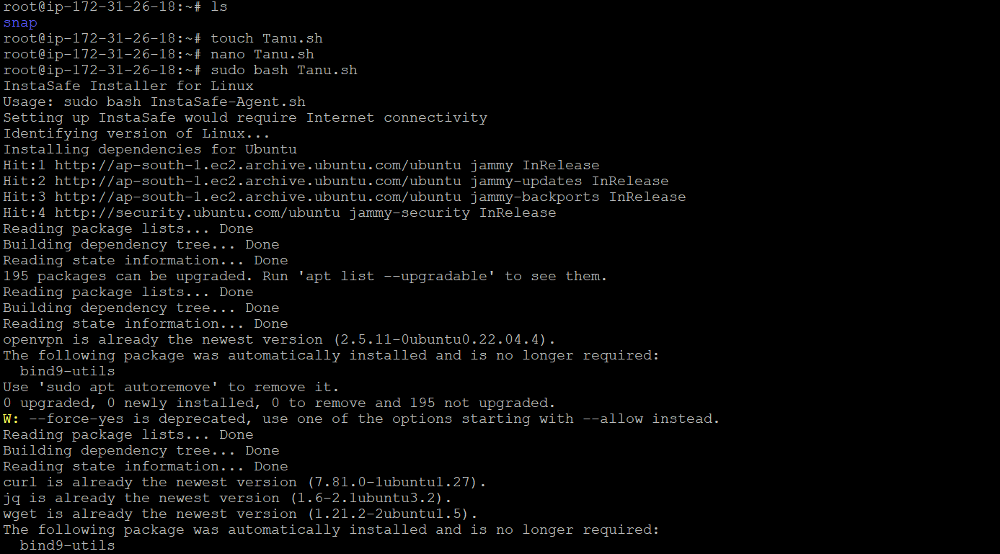 root@ip-172-31-26-18:~# ls
snap
root@ip-172-31-26-18:~# touch Tanu.sh
root@ip-172-31-26-18:~# nano Tanu.sh
root@ip-172-31-26-18:~# sudo bash Tanu.sh
InstaSafe Installer for Linux
Usage: sudo bash InstaSafe-Agent.sh
Setting up InstaSafe would require Internet connectivity
Identifying version of Linux...
Installing dependencies for Ubuntu
Hit:1 http://ap-south-1.ec2.archive.ubuntu.com/ubuntu jammy InRelease
Hit:2 http://ap-south-1.ec2.archive.ubuntu.com/ubuntu jammy-updates InRelease
Hit:3 http://ap-south-1.ec2.archive.ubuntu.com/ubuntu jammy-backports InRelease
Hit:4 http://security.ubuntu.com/ubuntu jammy-security InRelease
Reading package lists... Done
Building dependency tree... Done
Reading state information... Done
195 packages can be upgraded. Run 'apt list --upgradable' to see them.
Reading package lists... Done
Building dependency tree... Done
Reading state information... Done
openvpn is already the newest version (2.5.11-0ubuntu0.22.04.4).
The following package was automatically installed and is no longer required:
  bind9-utils
Use 'sudo apt autoremove' to remove it.
0 upgraded, 0 newly installed, 0 to remove and 195 not upgraded.
W: --force-yes is deprecated, use one of the options starting with --allow instead.
Reading package lists... Done
Building dependency tree... Done
Reading state information... Done
curl is already the newest version (7.81.0-1ubuntu1.27).
jq is already the newest version (1.6-2.1ubuntu3.2).
wget is already the newest version (1.21.2-2ubuntu1.5).
The following package was automatically installed and is no longer required:
  bind9-utils